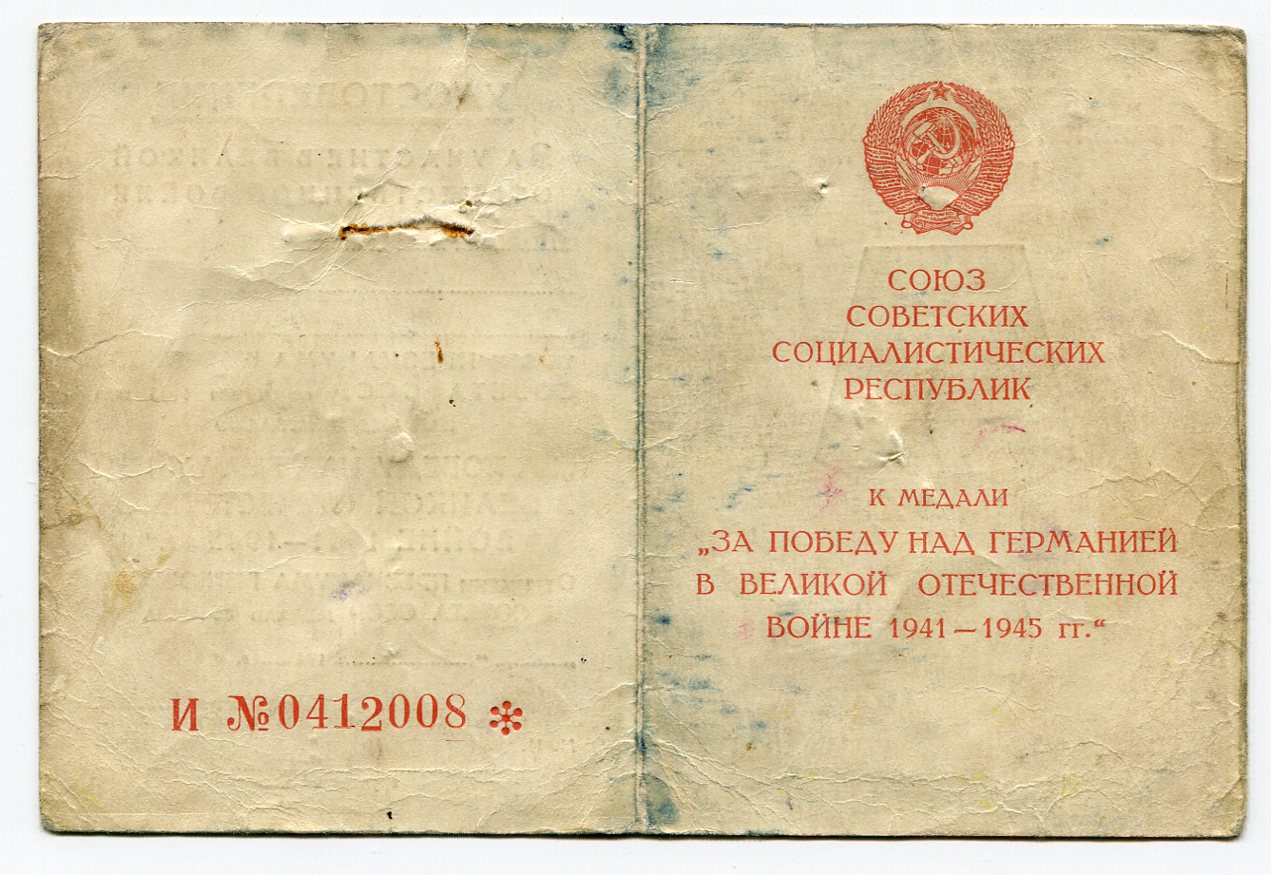 И №0412008 *
СОЮЗ
СОВЕТСКИХ
СОЦИАЛИСТИЧЕСКИХ
РЕСПУБЛИК
К МЕДАЛИ
„ЗА ПОБЕДУ НАД ГЕРМАНИЕЙ
В ВЕЛИКОЙ ОТЕЧЕСТВЕННОЙ
ВОЙНЕ 1941—1945 гг.“